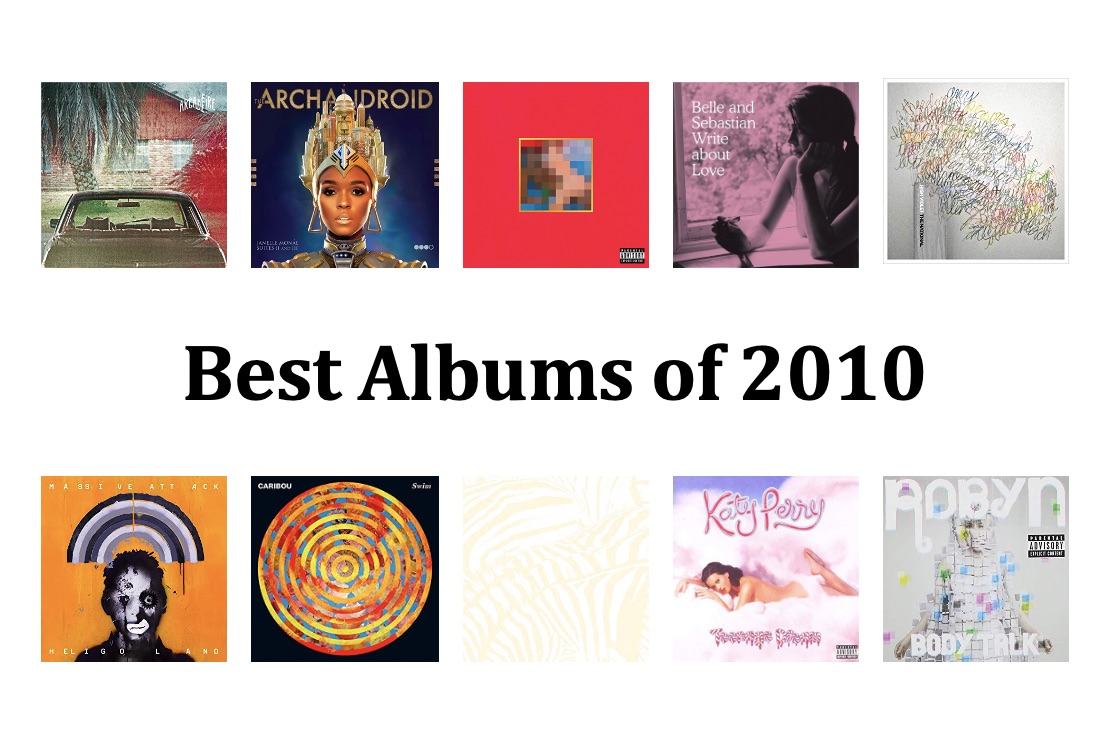 ARCADE FIRE
THE ARCHANDROID
JANELLE MONÁE
SUITES II AND III
PARENTAL
ADVISORY
EXPLICIT CONTENT
Belle and
Sebastian
Write
about
Love
HIGH VIOLET THE NATIONAL
Best Albums of 2010
MASSIVE ATTACK
HELIGOLAND
CARIBOU
Swim
Katy Perry
Teenage Dream
PARENTAL
ADVISORY
EXPLICIT CONTENT
ROBYN
PARENTAL
ADVISORY
EXPLICIT CONTENT
BODY TALK